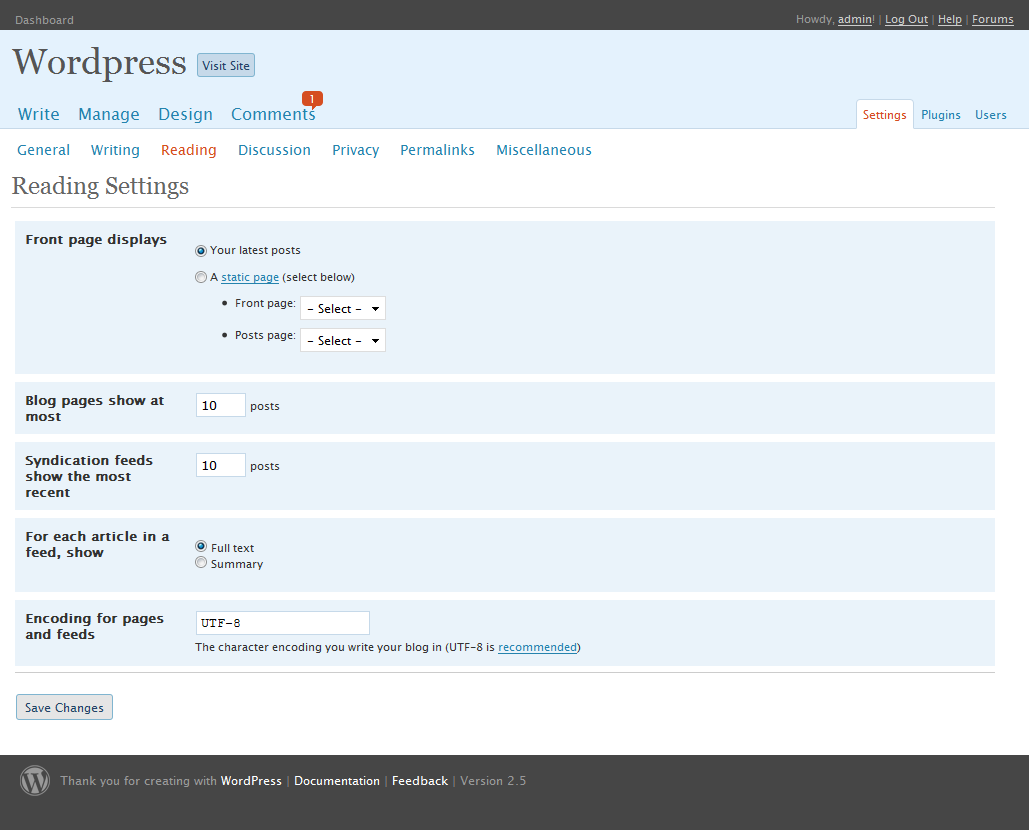 Dashboard
Howdy, admin! | Log Out | Help | Forums
Wordpress Visit Site
1
Write Manage Design Comments
Settings Plugins Users
General Writing Reading Discussion Privacy Permalinks Miscellaneous
Reading Settings
Front page displays
Your latest posts
A static page (select below)
• Front page: – Select –
• Posts page: – Select –
Blog pages show at
most
10 posts
Syndication feeds
show the most
recent
10 posts
For each article in a
feed, show
Full text
Summary
Encoding for pages
and feeds
UTF-8
The character encoding you write your blog in (UTF-8 is recommended)
Save Changes
Thank you for creating with WordPress | Documentation | Feedback | Version 2.5